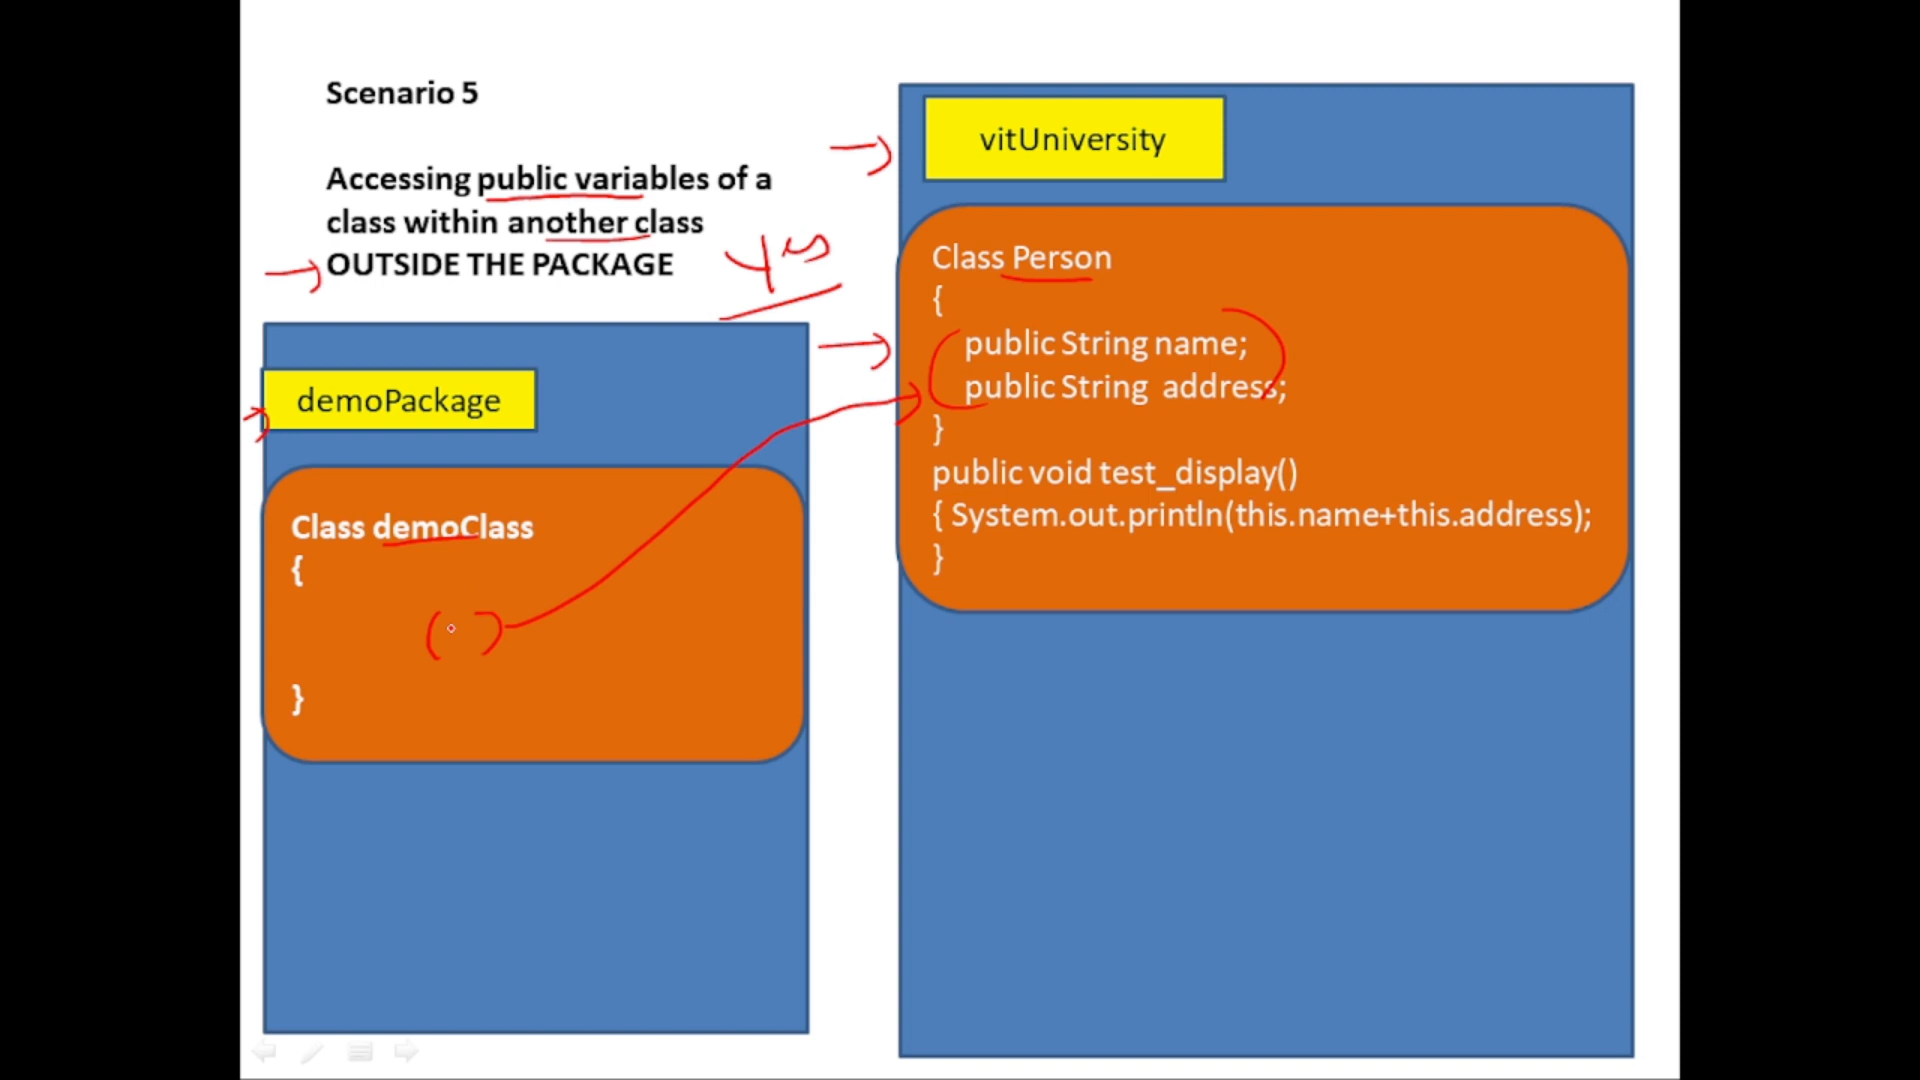 Scenario 5
Accessing public variables of a
class within another class
OUTSIDE THE PACKAGE
Yes
demoPackage
Class demoClass
{
( )
}
vitUniversity
Class Person
{
public String name;
public String address;
}
public void test_display()
{ System.out.println(this.name+this.address);
}